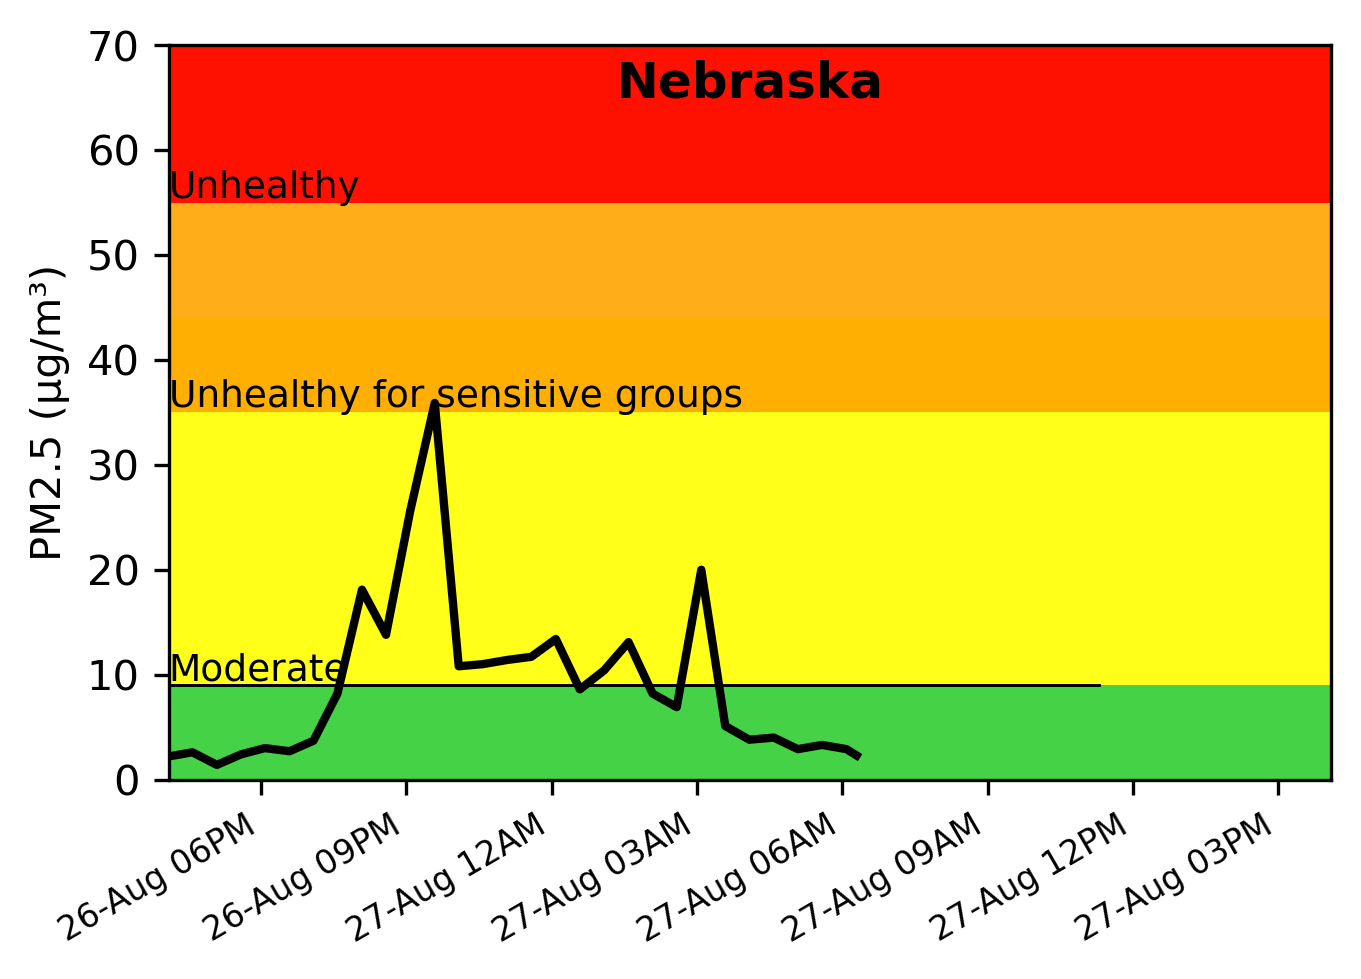 Nebraska
70
60
50
40
30
20
10
0
PM2.5 (µg/m³)
Unhealthy
Unhealthy for sensitive groups
Moderate
26-Aug 06PM
26-Aug 09PM
27-Aug 12AM
27-Aug 03AM
27-Aug 06AM
27-Aug 09AM
27-Aug 12PM
27-Aug 03PM